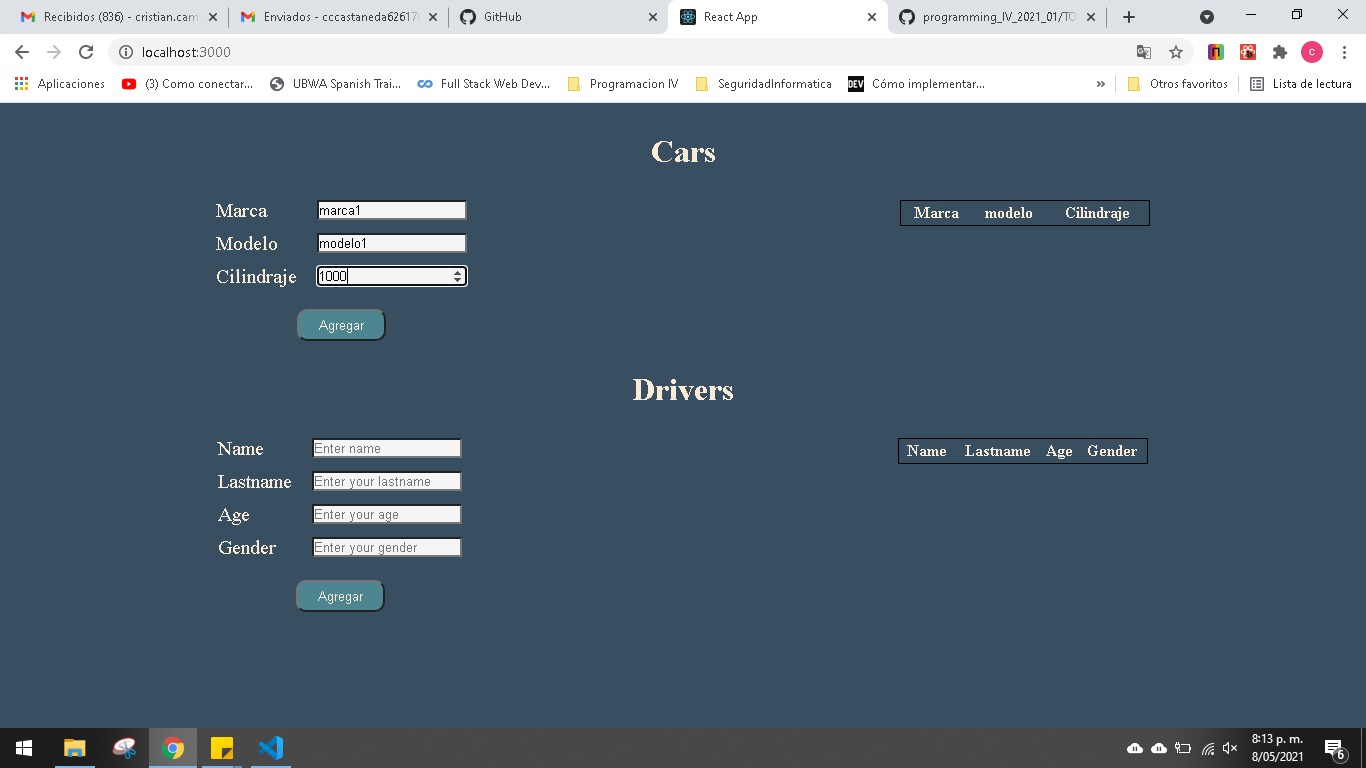 Recibidos (836) - cristian.cam
Enviados - cccastaneda62617
GitHub
React App
programming_IV_2021_01/TO
localhost:3000
c
Aplicaciones
(3) Como conectar...
UBWA Spanish Trai...
Full Stack Web Dev...
Programacion IV
SeguridadInformatica
DEV
Cómo implementar...
»
Otros favoritos
Lista de lectura
Cars
Marca
marca1
Modelo
modelo1
Cilindraje
1000
Agregar
Marca modelo Cilindraje
Drivers
Name
Enter name
Lastname
Enter your lastname
Age
Enter your age
Gender
Enter your gender
Agregar
Name Lastname Age Gender
8:13 p. m.
8/05/2021
6